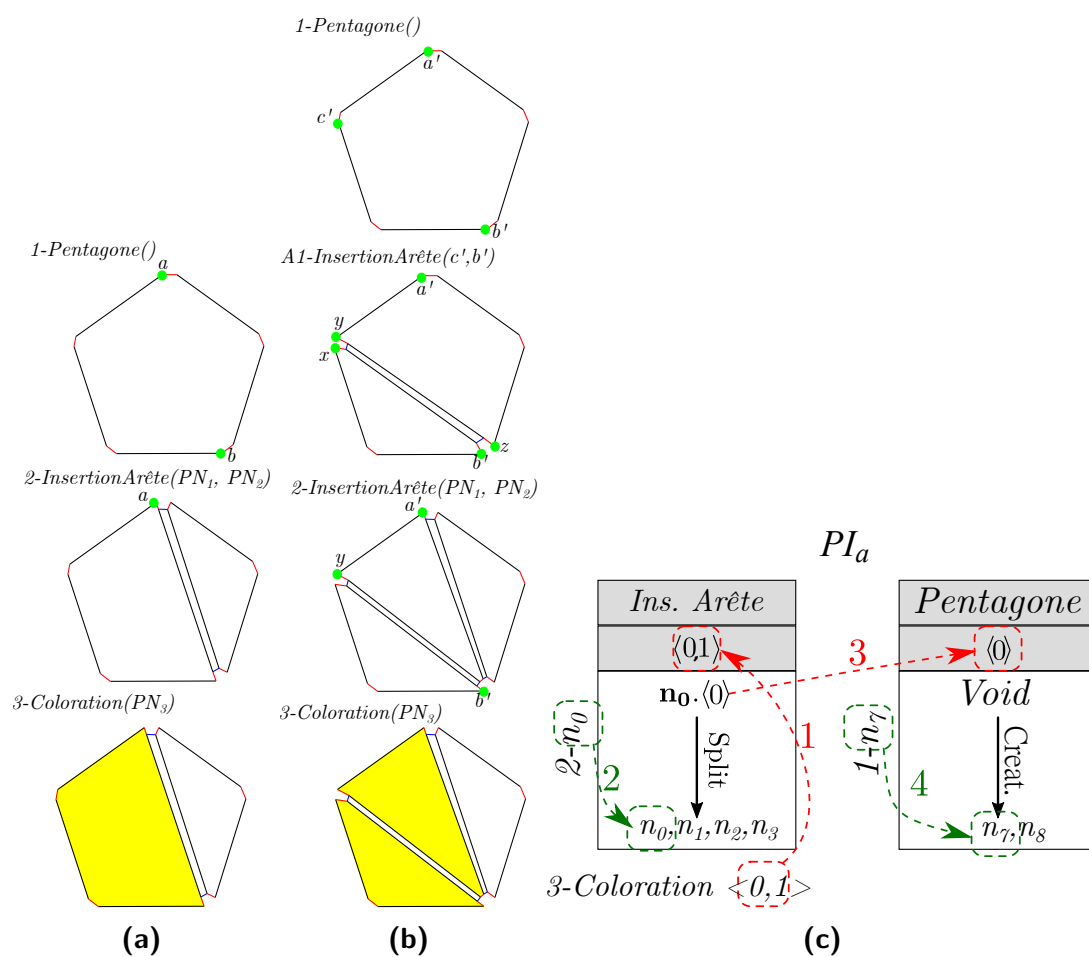 1-Pentagone()
a
b
2-InsertionArête(PN₁, PN₂)
a
3-Coloration(PN₃)
(a)
1-Pentagone()
a'
c'
b'
A1-InsertionArête(c',b')
a'
y
x
z
b'
2-InsertionArête(PN₁, PN₂)
a'
y
b'
3-Coloration(PN₃)
(b)
PIₐ
Ins. Arête
⟨0,1⟩
n₀.⟨0⟩
Split
n₀,n₁,n₂,n₃
2-n₀
2
1
3
Pentagone
⟨0⟩
Void
Creat.
n₇,n₈
1-n₇
4
3-Coloration <0,1>
(c)